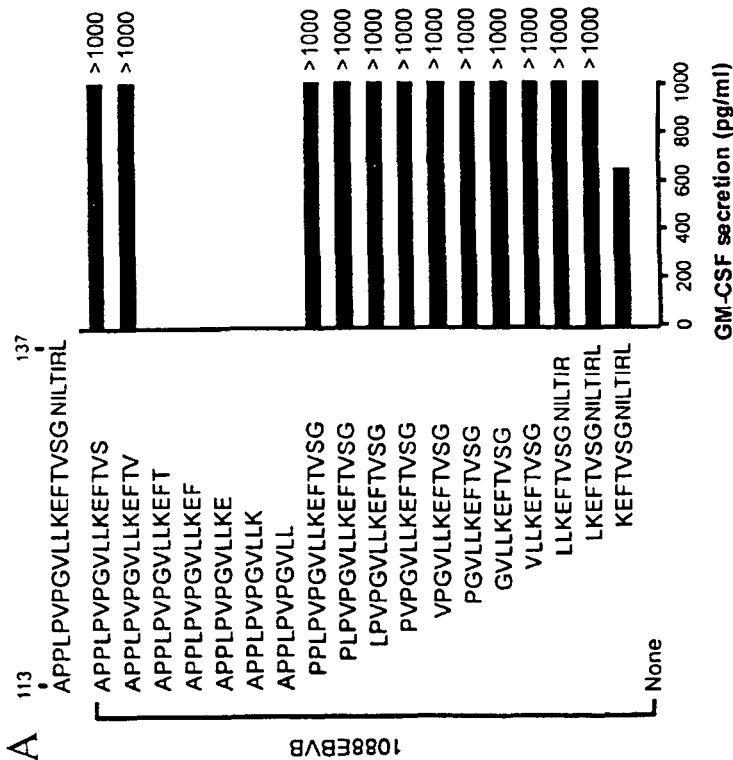 A
113
137
APPLPVPGVLLKEFTVSGNILTIRL
APPLPVPGVLLKEFTVS
>1000
APPLPVPGVLLKEFTV
>1000
APPLPVPGVLLKEFT
APPLPVPGVLLKEF
APPLPVPGVLLKE
APPLPVPGVLLK
APPLPVPGVLL
PPLPVPGVLLKEFTVSG
>1000
PLPVPGVLLKEFTVSG
>1000
LPVPGVLLKEFTVSG
>1000
PVPGVLLKEFTVSG
>1000
VPGVLLKEFTVSG
>1000
PGVLLKEFTVSG
>1000
GVLLKEFTVSG
>1000
VLLKEFTVSG
>1000
LLKEFTVSGNILTIR
>1000
LKEFTVSGNILTIRL
>1000
KEFTVSGNILTIRL
None
1088EBVB
0 200 400 600 800 1000
GM-CSF secretion (pg/ml)